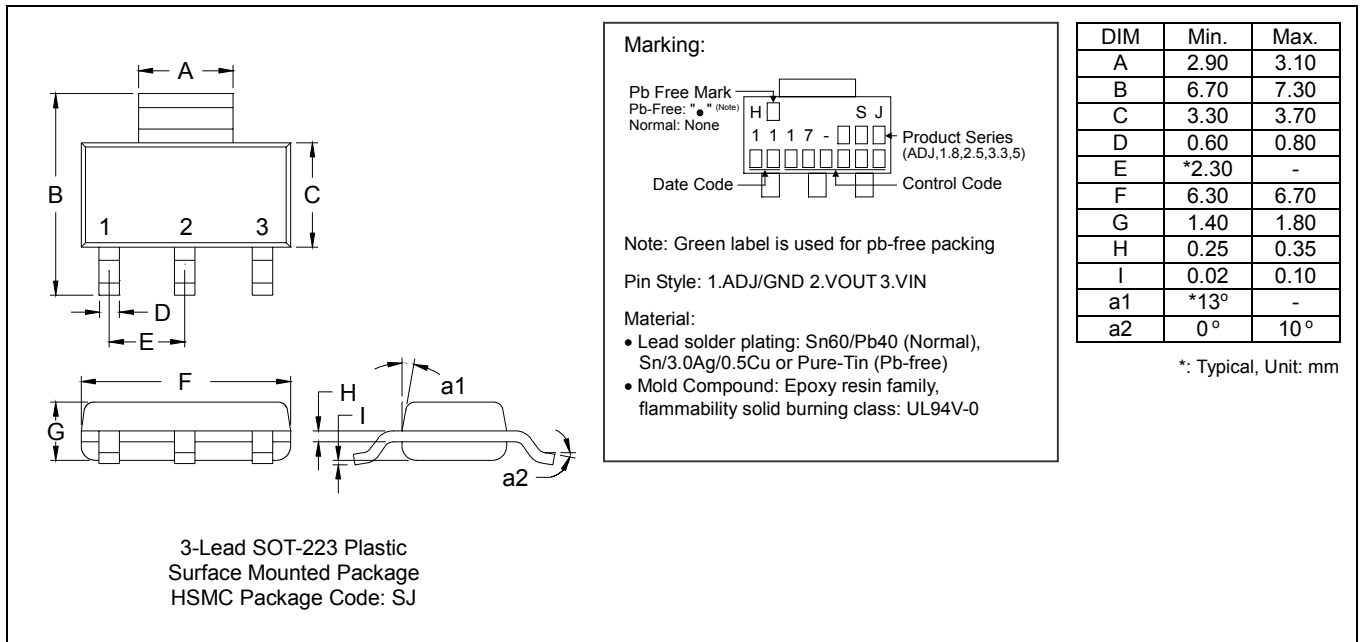 A
B
C
1 2 3
D
E
F
G
H
I
a1
a2
3-Lead SOT-223 Plastic
Surface Mounted Package
HSMC Package Code: SJ
Marking:
Pb Free Mark
Pb-Free: "●" (Note)
Normal: None
H S J
1 1 1 7 -
Product Series
(ADJ,1.8,2.5,3.3,5)
Date Code
Control Code
Note: Green label is used for pb-free packing
Pin Style: 1.ADJ/GND 2.VOUT 3.VIN
Material:
• Lead solder plating: Sn60/Pb40 (Normal),
Sn/3.0Ag/0.5Cu or Pure-Tin (Pb-free)
• Mold Compound: Epoxy resin family,
flammability solid burning class: UL94V-0
DIM Min. Max.
A 2.90 3.10
B 6.70 7.30
C 3.30 3.70
D 0.60 0.80
E *2.30 -
F 6.30 6.70
G 1.40 1.80
H 0.25 0.35
I 0.02 0.10
a1 *13° -
a2 0° 10°
*: Typical, Unit: mm